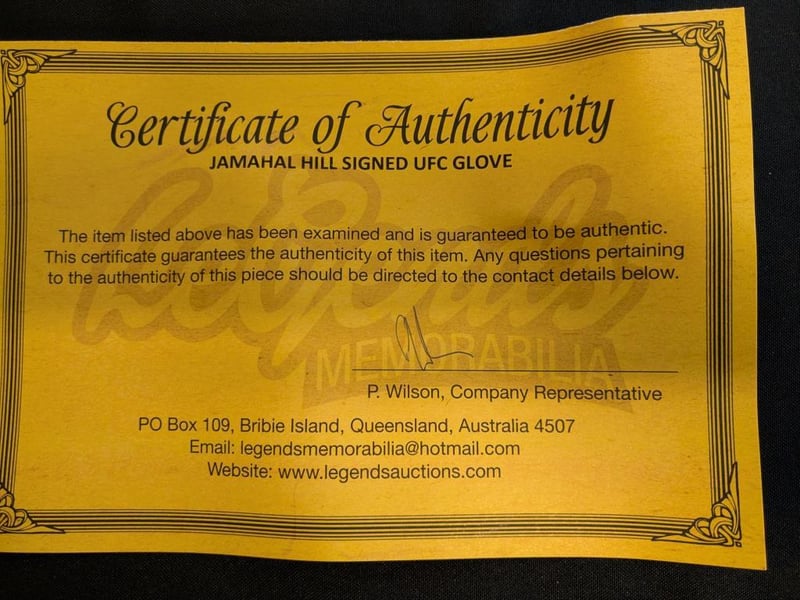 Certificate of Authenticity
JAMAHAL HILL SIGNED UFC GLOVE
Legends
The item listed above has been examined and is guaranteed to be authentic.
This certificate guarantees the authenticity of this item. Any questions pertaining
to the authenticity of this piece should be directed to the contact details below.
MEMORABILIA
P. Wilson, Company Representative
PO Box 109, Bribie Island, Queensland, Australia 4507
Email: legendsmemorabilia@hotmail.com
Website: www.legendsauctions.com